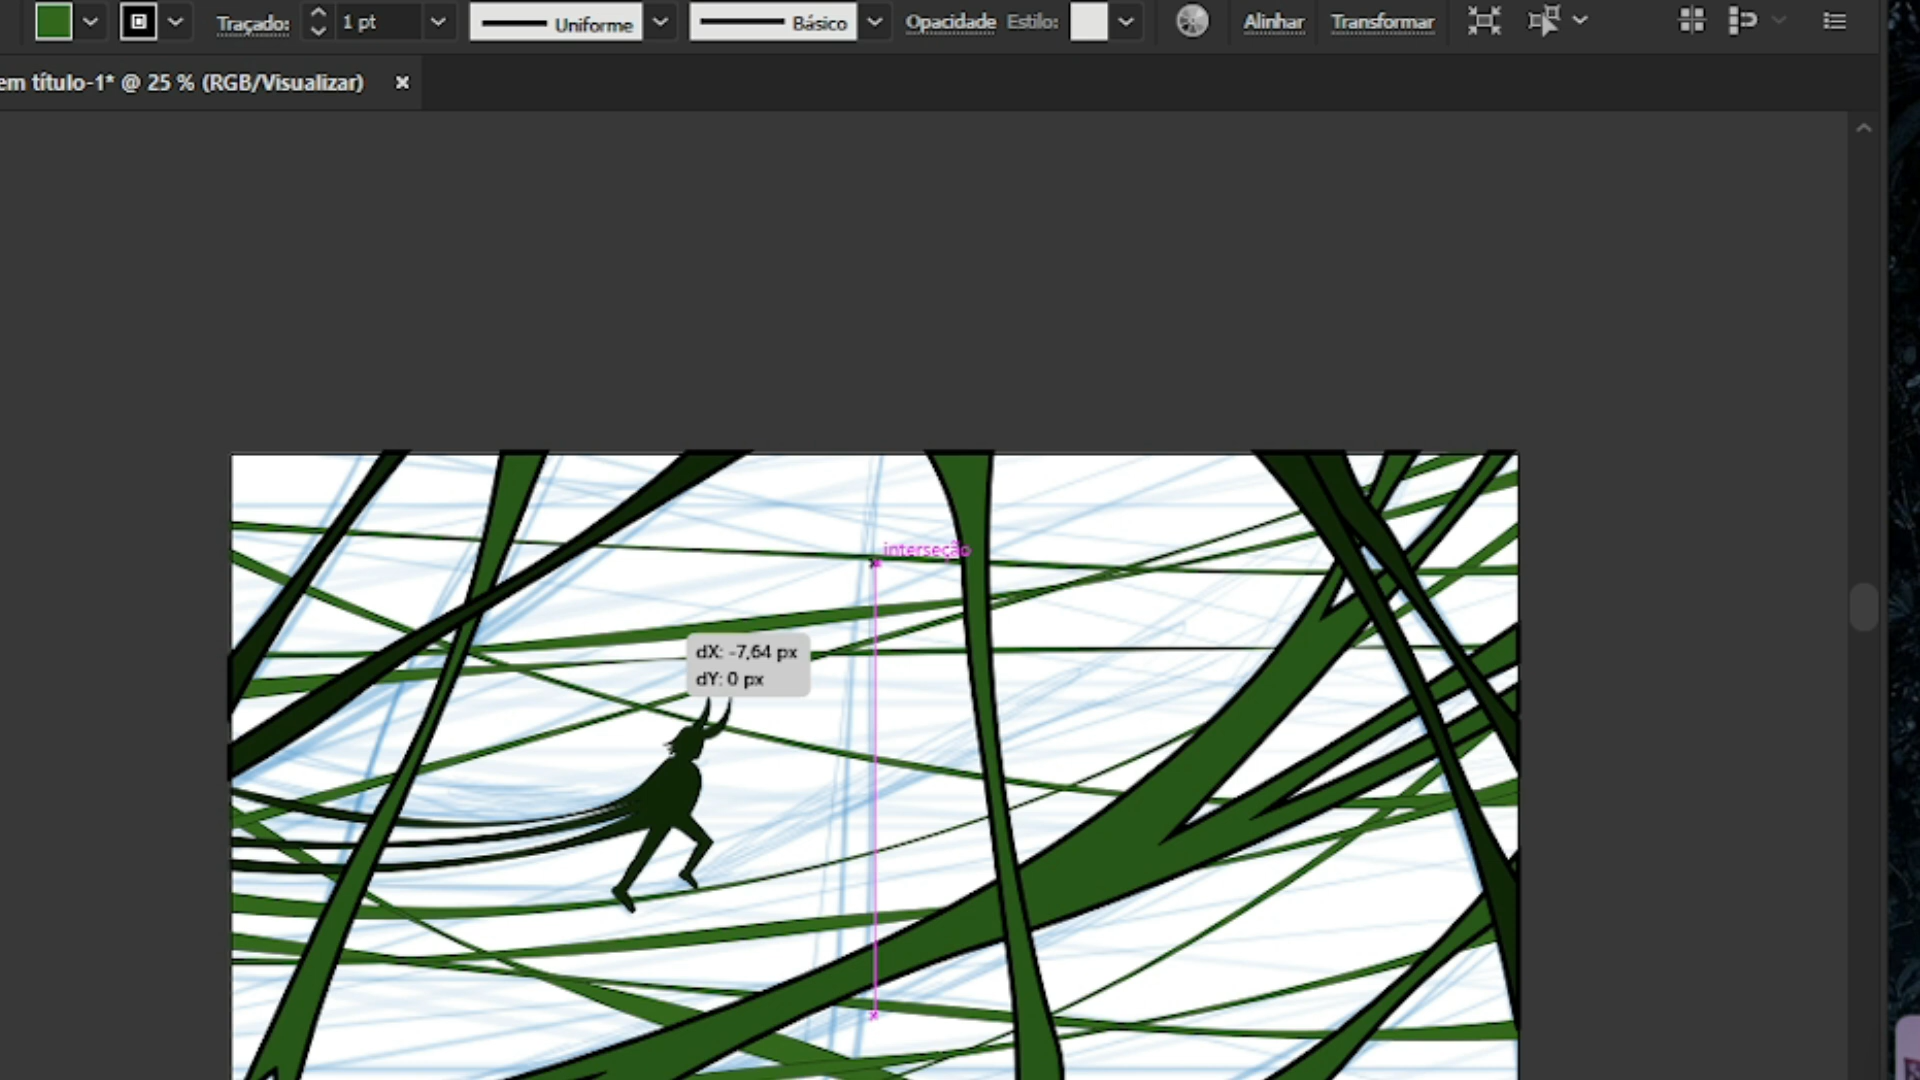 Traçado: 1 pt Uniforme Básico Opacidade Estilo: Alinhar Transformar
em título-1* @ 25 % (RGB/Visualizar)
interseção
dX: -7,64 px
dY: 0 px